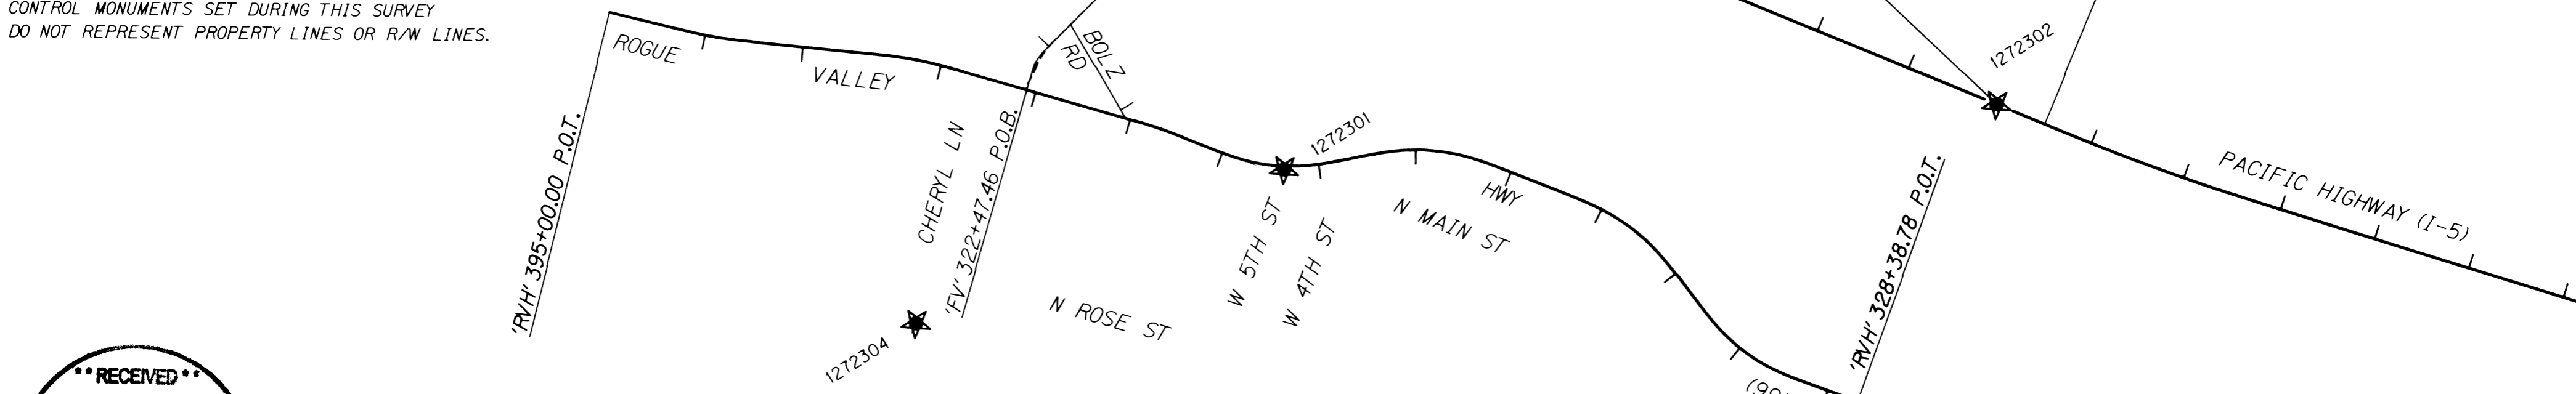 CONTROL MONUMENTS SET DURING THIS SURVEY
DO NOT REPRESENT PROPERTY LINES OR R/W LINES.
ROGUE
VALLEY
HWY
BOLZ
RD
1272302
1272301
'RVH' 395+00.00 P.O.T.
CHERYL LN
'FV' 322+47.46 P.O.B.
W 5TH ST
W 4TH ST
N MAIN ST
N ROSE ST
'RVH' 328+38.78 P.O.T.
PACIFIC HIGHWAY (I-5)
1272304
** RECEIVED **